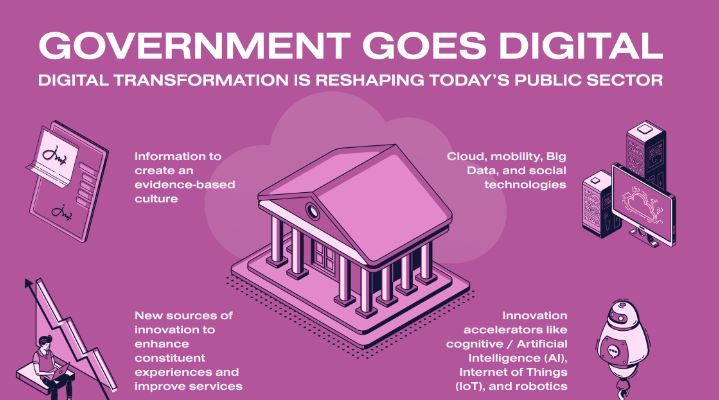 GOVERNMENT GOES DIGITAL
DIGITAL TRANSFORMATION IS RESHAPING TODAY'S PUBLIC SECTOR
Information to
create an
evidence-based
culture
Cloud, mobility, Big
Data, and social
technologies
New sources of
innovation to
enhance
constituent
experiences and
improve services
Innovation
accelerators like
cognitive / Artificial
Intelligence (AI),
Internet of Things
(IoT), and robotics